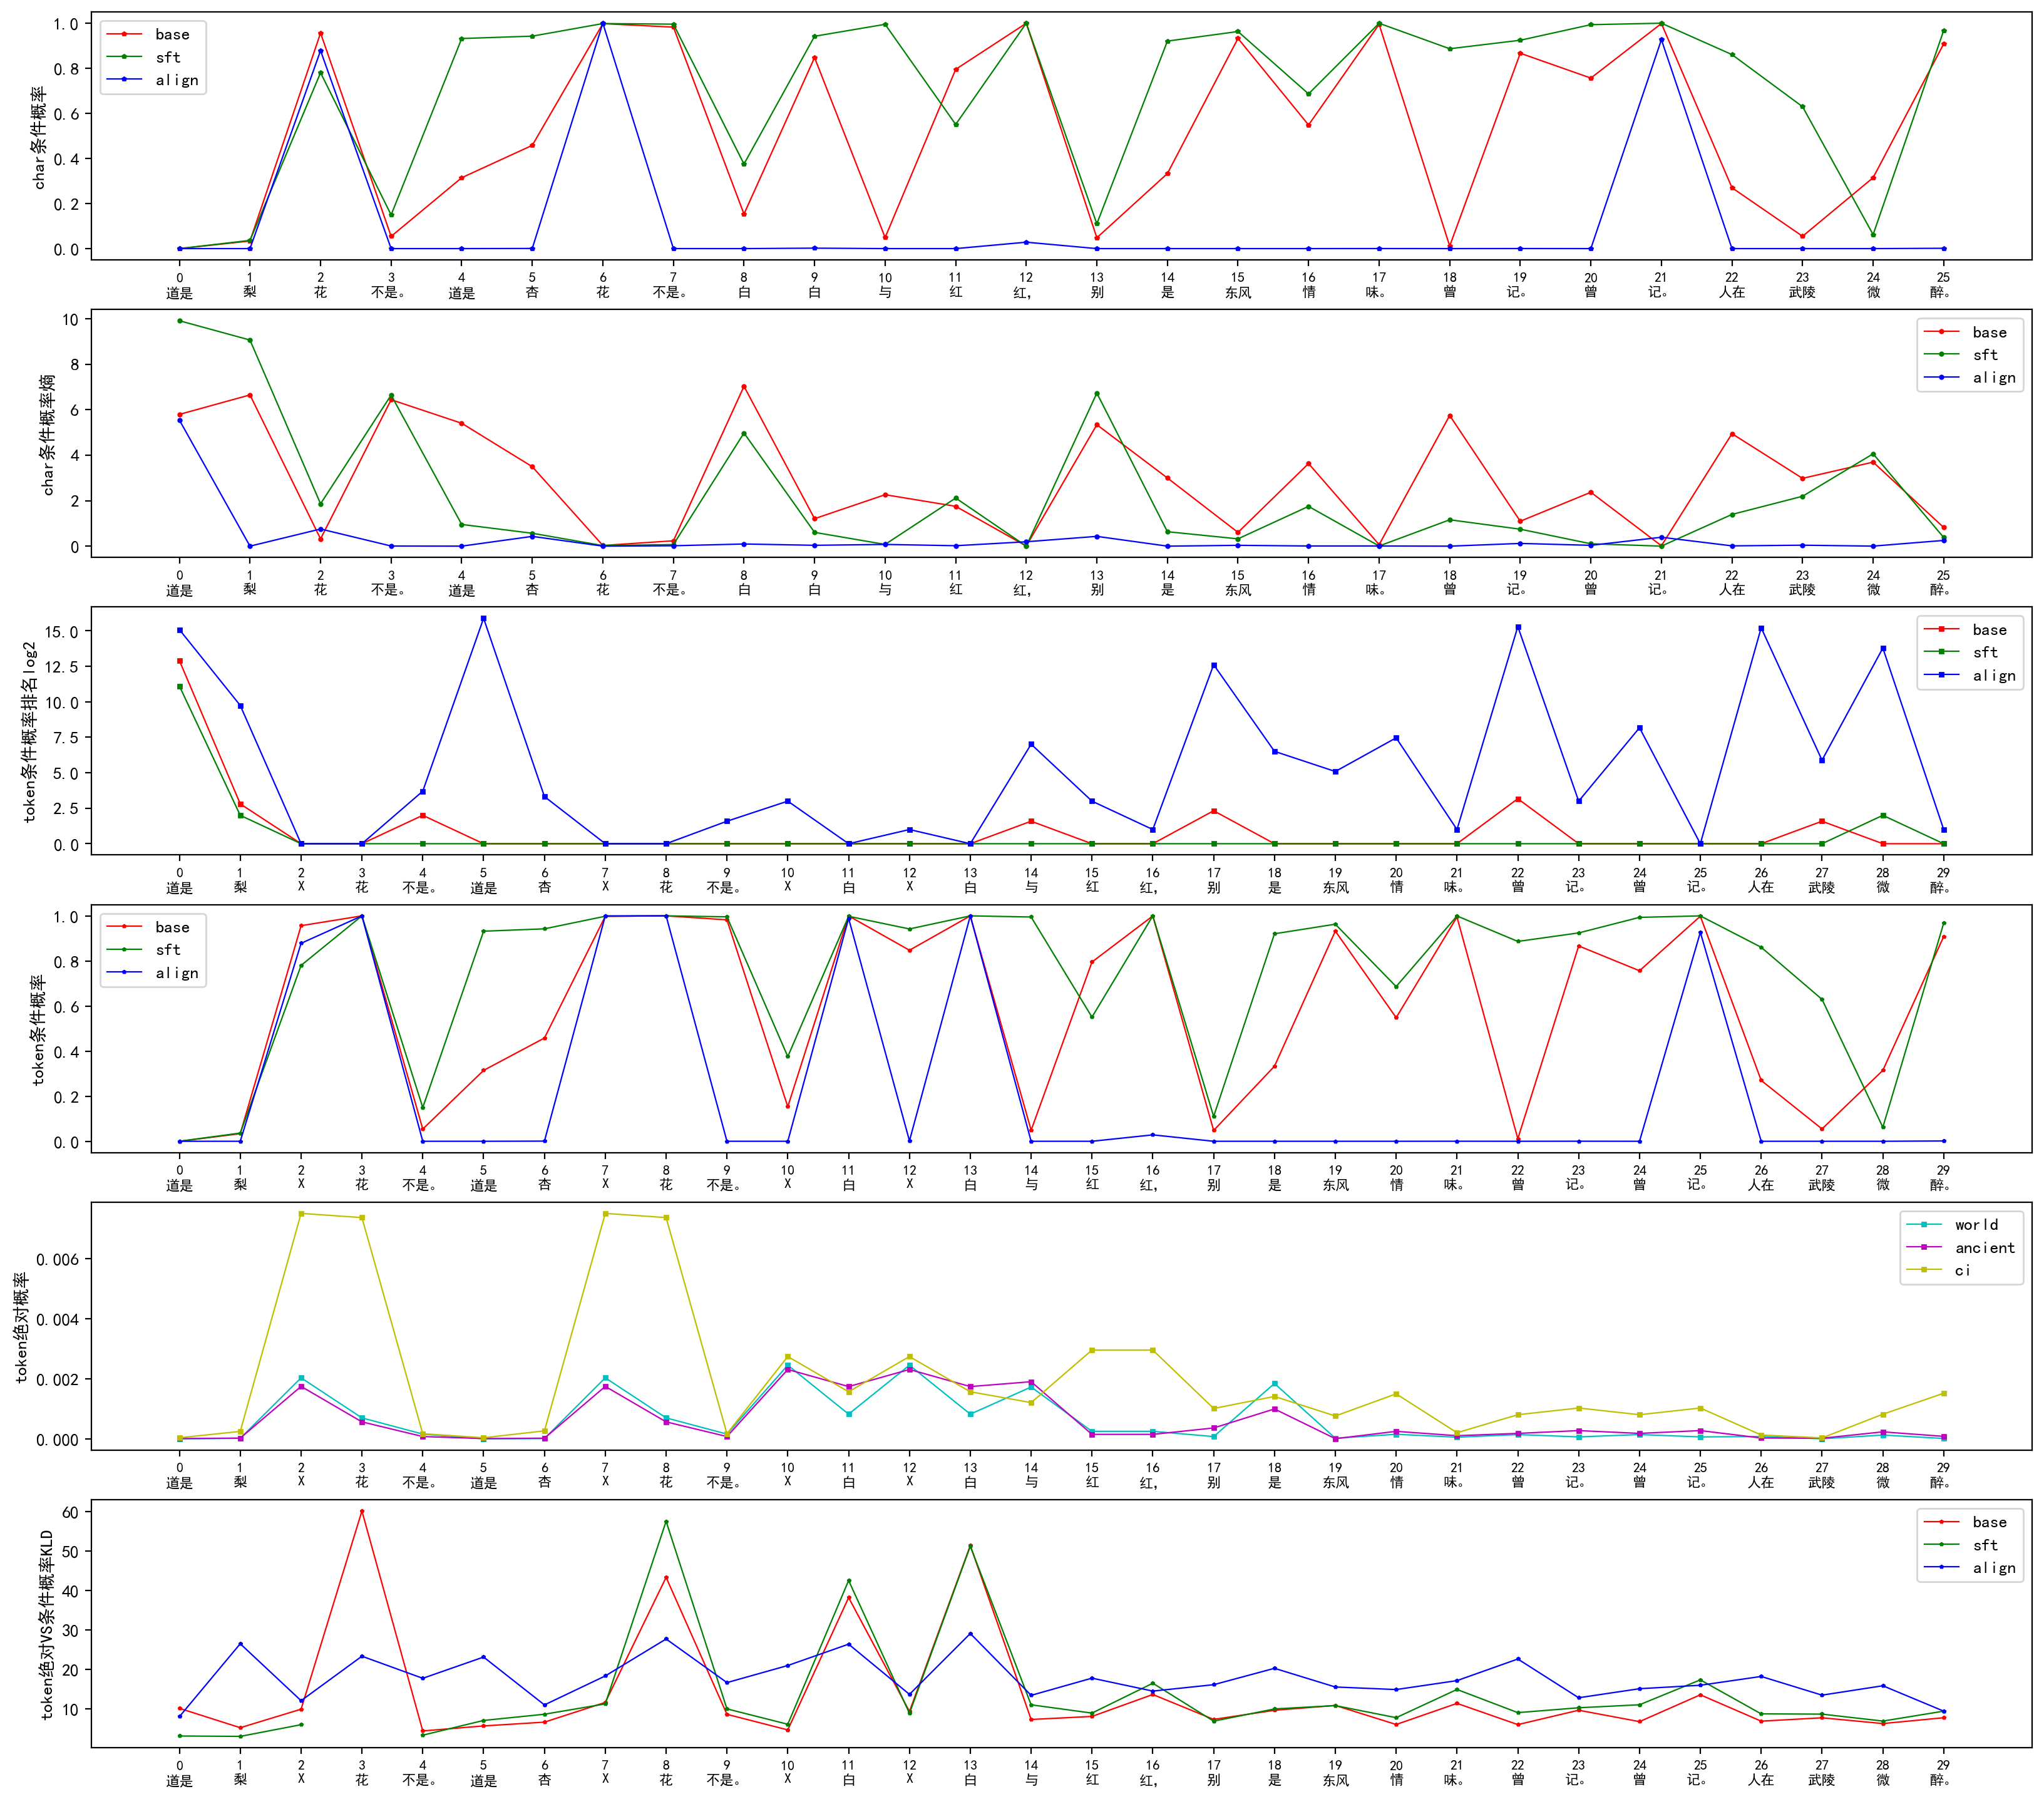 char条件概率
1.0
0.8
0.6
0.4
0.2
0.0
base
sft
align
0 1 2 3 4 5 6 7 8 9 10 11 12 13 14 15 16 17 18 19 20 21 22 23 24 25
道是 梨 花 不是。 道是 杏 花 不是。 白 白 与 红 红, 别 是 东风 情 味。 曾 记。 曾 记。 人在 武陵 微 醉。
char条件概率熵
10
8
6
4
2
0
base
sft
align
0 1 2 3 4 5 6 7 8 9 10 11 12 13 14 15 16 17 18 19 20 21 22 23 24 25
道是 梨 花 不是。 道是 杏 花 不是。 白 白 与 红 红, 别 是 东风 情 味。 曾 记。 曾 记。 人在 武陵 微 醉。
token条件概率排名log2
15.0
12.5
10.0
7.5
5.0
2.5
0.0
base
sft
align
0 1 2 3 4 5 6 7 8 9 10 11 12 13 14 15 16 17 18 19 20 21 22 23 24 25 26 27 28 29
道是 梨 X 花 不是。 道是 杏 X 花 不是。 X 白 X 白 与 红 红, 别 是 东风 情 味。 曾 记。 曾 记。 人在 武陵 微 醉。
token条件概率
1.0
0.8
0.6
0.4
0.2
0.0
base
sft
align
0 1 2 3 4 5 6 7 8 9 10 11 12 13 14 15 16 17 18 19 20 21 22 23 24 25 26 27 28 29
道是 梨 X 花 不是。 道是 杏 X 花 不是。 X 白 X 白 与 红 红, 别 是 东风 情 味。 曾 记。 曾 记。 人在 武陵 微 醉。
token绝对概率
0.006
0.004
0.002
0.000
world
ancient
ci
0 1 2 3 4 5 6 7 8 9 10 11 12 13 14 15 16 17 18 19 20 21 22 23 24 25 26 27 28 29
道是 梨 X 花 不是。 道是 杏 X 花 不是。 X 白 X 白 与 红 红, 别 是 东风 情 味。 曾 记。 曾 记。 人在 武陵 微 醉。
token绝对VS条件概率KLD
60
50
40
30
20
10
base
sft
align
0 1 2 3 4 5 6 7 8 9 10 11 12 13 14 15 16 17 18 19 20 21 22 23 24 25 26 27 28 29
道是 梨 X 花 不是。 道是 杏 X 花 不是。 X 白 X 白 与 红 红, 别 是 东风 情 味。 曾 记。 曾 记。 人在 武陵 微 醉。